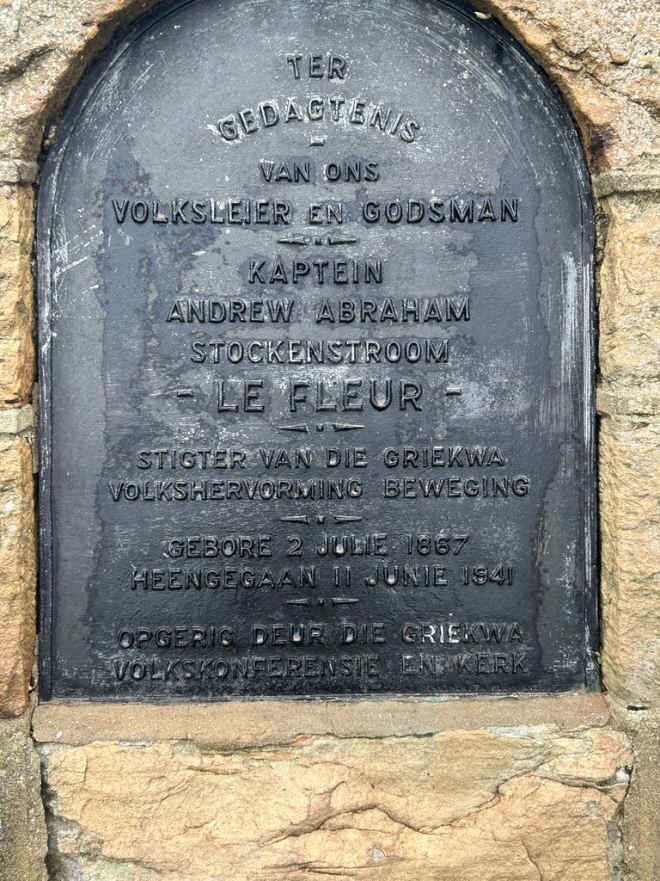 TER
GEDAGTENIS
VAN ONS
VOLKSLEIER EN GODSMAN
KAPTEIN
ANDREW ABRAHAM
STOCKENSTROOM
- LE FLEUR -
STIGTER VAN DIE GRIEKWA
VOLKSHERVORMING BEWEGING
GEBORE 2 JULIE 1867
HEENGEGAAN 11 JUNIE 1941
OPGERIG DEUR DIE GRIEKWA
VOLKSKONFERENSIE EN KERK